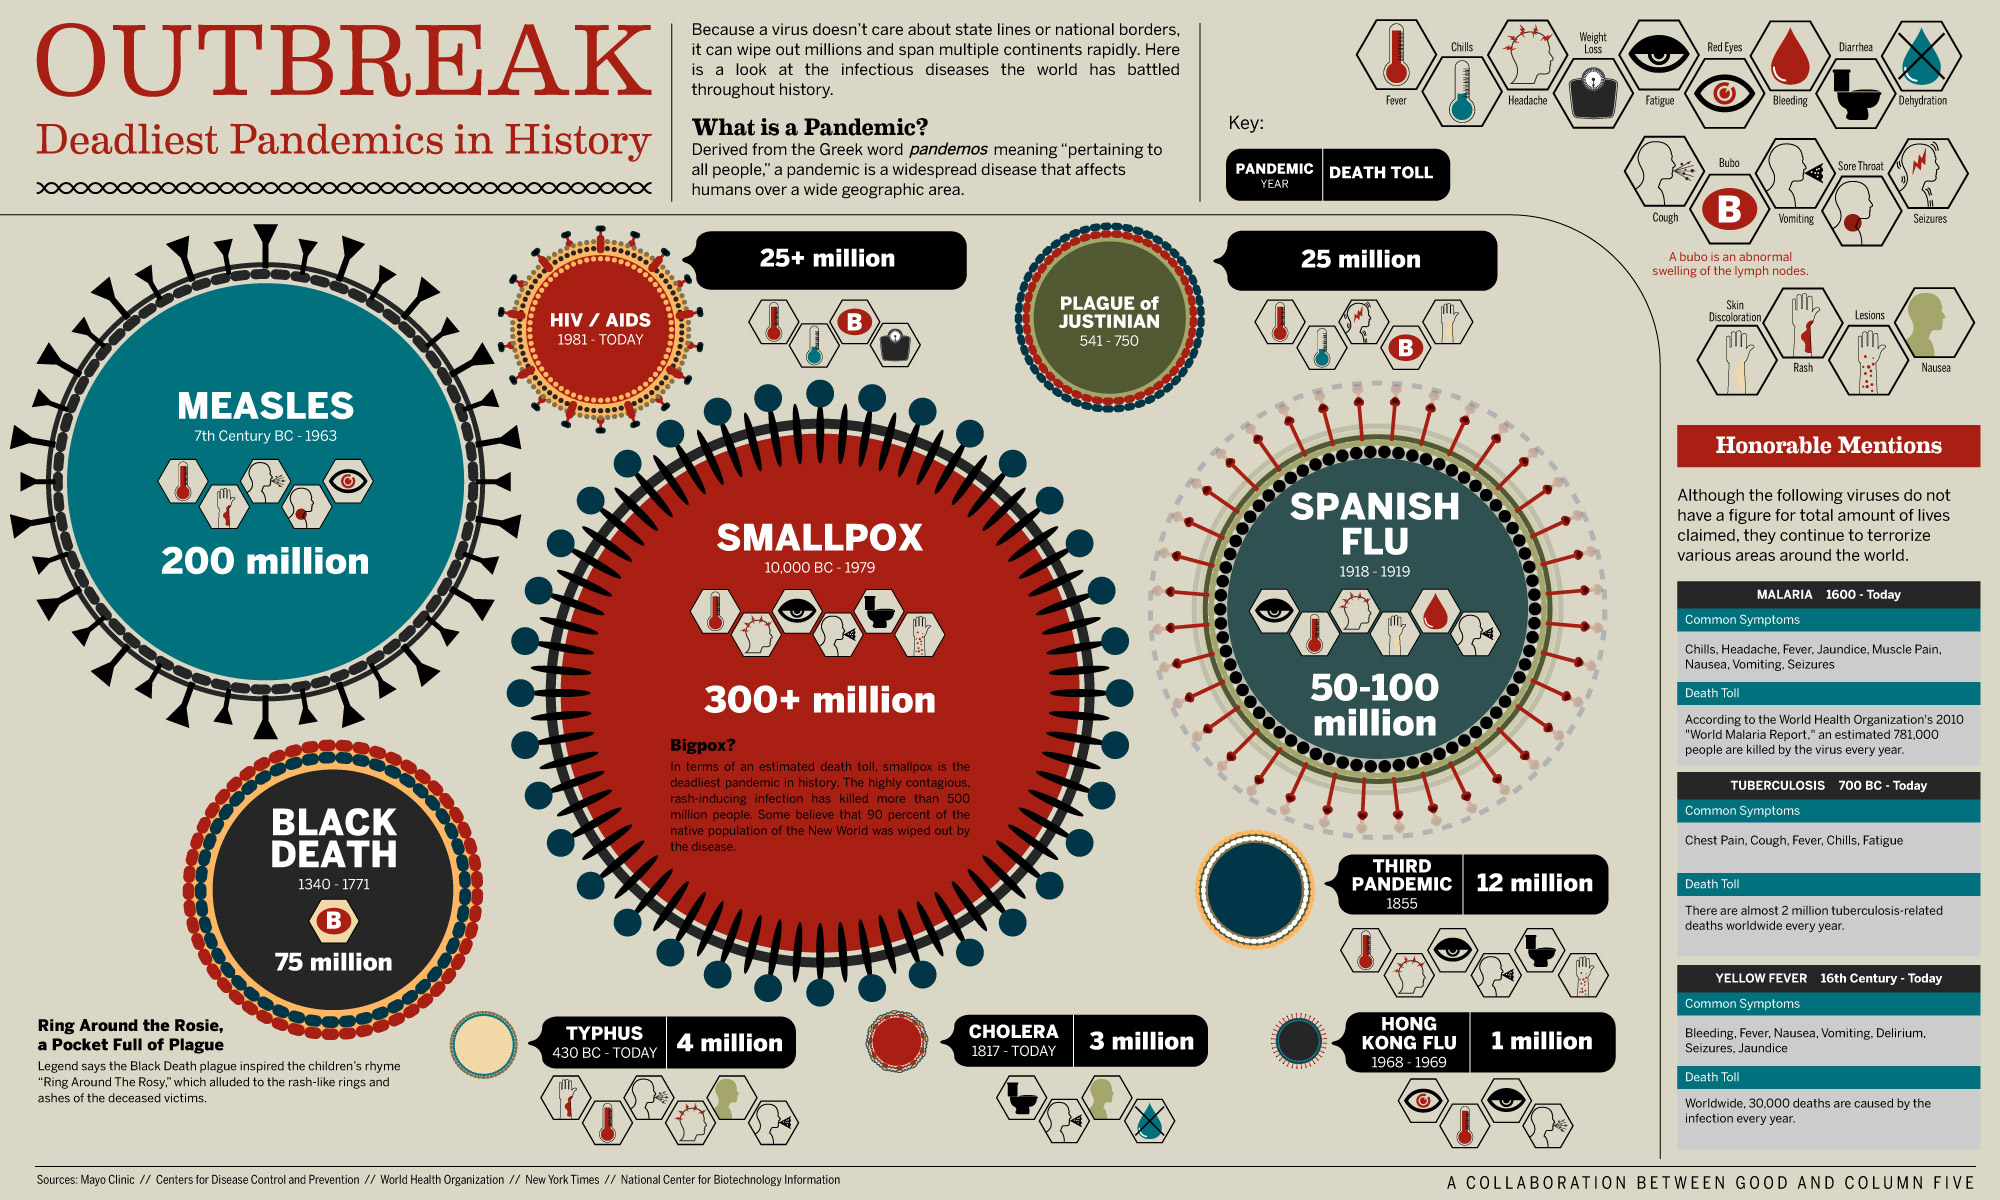 OUTBREAK
Deadliest Pandemics in History
Because a virus doesn't care about state lines or national borders,
it can wipe out millions and span multiple continents rapidly. Here
is a look at the infectious diseases the world has battled
throughout history.
What is a Pandemic?
Derived from the Greek word pandemos meaning "pertaining to
all people," a pandemic is a widespread disease that affects
humans over a wide geographic area.
Key:
PANDEMIC
YEAR
DEATH TOLL
Fever
Chills
Headache
Weight
Loss
Fatigue
Red Eyes
Bleeding
Diarrhea
Dehydration
Cough
Bubo
B
Vomiting
Sore Throat
Seizures
A bubo is an abnormal
swelling of the lymph nodes.
Skin
Discoloration
Rash
Lesions
Nausea
MEASLES
7th Century BC - 1963
200 million
HIV / AIDS
1981 - TODAY
25+ million
B
PLAGUE of
JUSTINIAN
541 - 750
25 million
B
SMALLPOX
10,000 BC - 1979
300+ million
Bigpox?
In terms of an estimated death toll, smallpox is the
deadliest pandemic in history. The highly contagious,
rash-inducing infection has killed more than 500
million people. Some believe that 90 percent of the
native population of the New World was wiped out by
the disease.
SPANISH
FLU
1918 - 1919
50-100
million
BLACK
DEATH
1340 - 1771
B
75 million
Ring Around the Rosie,
a Pocket Full of Plague
Legend says the Black Death plague inspired the children's rhyme
"Ring Around The Rosy," which alluded to the rash-like rings and
ashes of the deceased victims.
THIRD
PANDEMIC
1855
12 million
TYPHUS
430 BC - TODAY
4 million
CHOLERA
1817 - TODAY
3 million
HONG
KONG FLU
1968 - 1969
1 million
Honorable Mentions
Although the following viruses do not
have a figure for total amount of lives
claimed, they continue to terrorize
various areas around the world.
MALARIA 1600 - Today
Common Symptoms
Chills, Headache, Fever, Jaundice, Muscle Pain,
Nausea, Vomiting, Seizures
Death Toll
According to the World Health Organization's 2010
"World Malaria Report," an estimated 781,000
people are killed by the virus every year.
TUBERCULOSIS 700 BC - Today
Common Symptoms
Chest Pain, Cough, Fever, Chills, Fatigue
Death Toll
There are almost 2 million tuberculosis-related
deaths worldwide every year.
YELLOW FEVER 16th Century - Today
Common Symptoms
Bleeding, Fever, Nausea, Vomiting, Delirium,
Seizures, Jaundice
Death Toll
Worldwide, 30,000 deaths are caused by the
infection every year.
Sources: Mayo Clinic // Centers for Disease Control and Prevention // World Health Organization // New York Times // National Center for Biotechnology Information
A COLLABORATION BETWEEN GOOD AND COLUMN FIVE